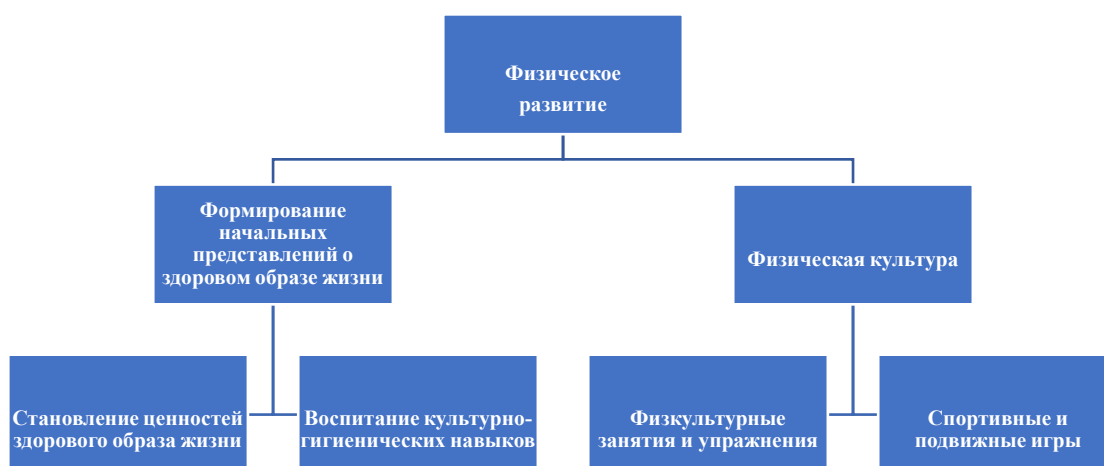 Физическое
развитие
Формирование
начальных
представлений о
здоровом образе жизни
Физическая культура
Становление ценностей
здорового образа жизни
Воспитание культурно-
гигиенических навыков
Физкультурные
занятия и упражнения
Спортивные и
подвижные игры